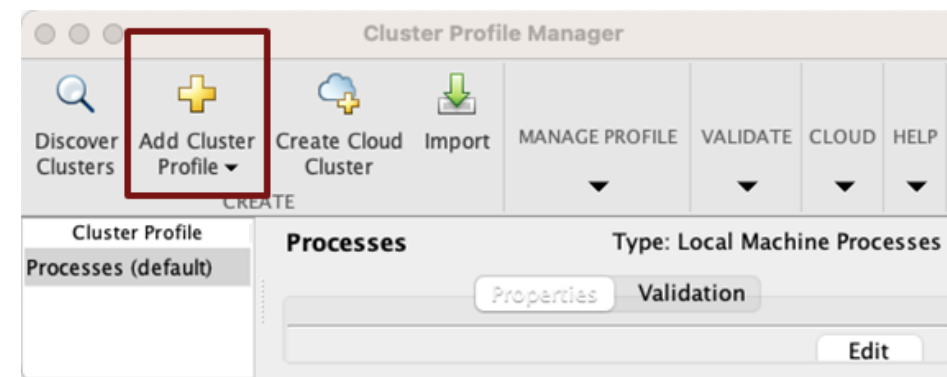 Cluster Profile Manager
Discover Clusters
Add Cluster Profile
Create Cloud Cluster
Import
MANAGE PROFILE
VALIDATE
CLOUD
HELP
CREATE
Cluster Profile
Processes (default)
Processes
Type: Local Machine Processes
Properties
Validation
Edit